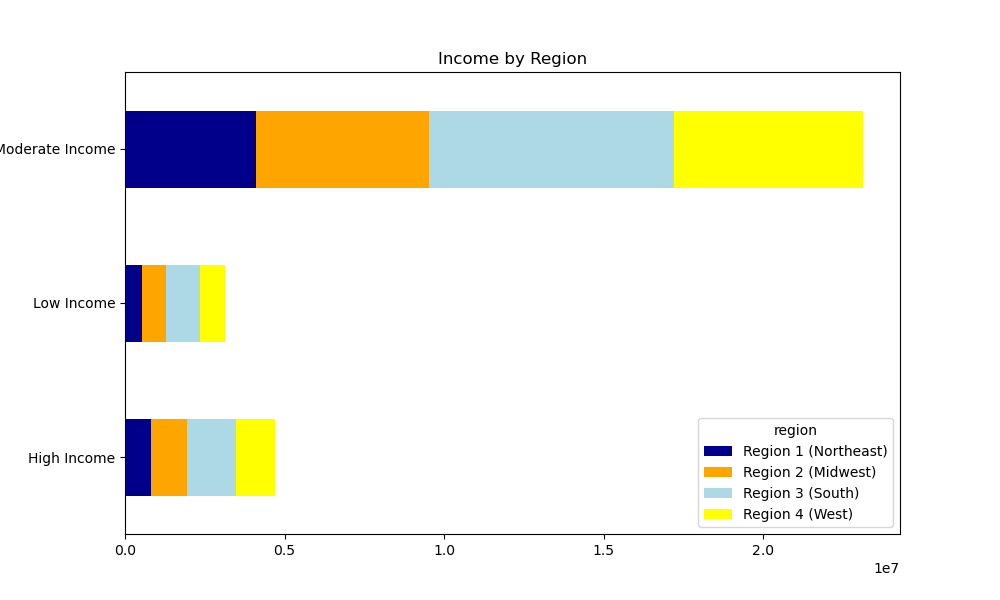 Income by Region
Moderate Income
Low Income
High Income
region
Region 1 (Northeast)
Region 2 (Midwest)
Region 3 (South)
Region 4 (West)
0.0 0.5 1.0 1.5 2.0
1e7